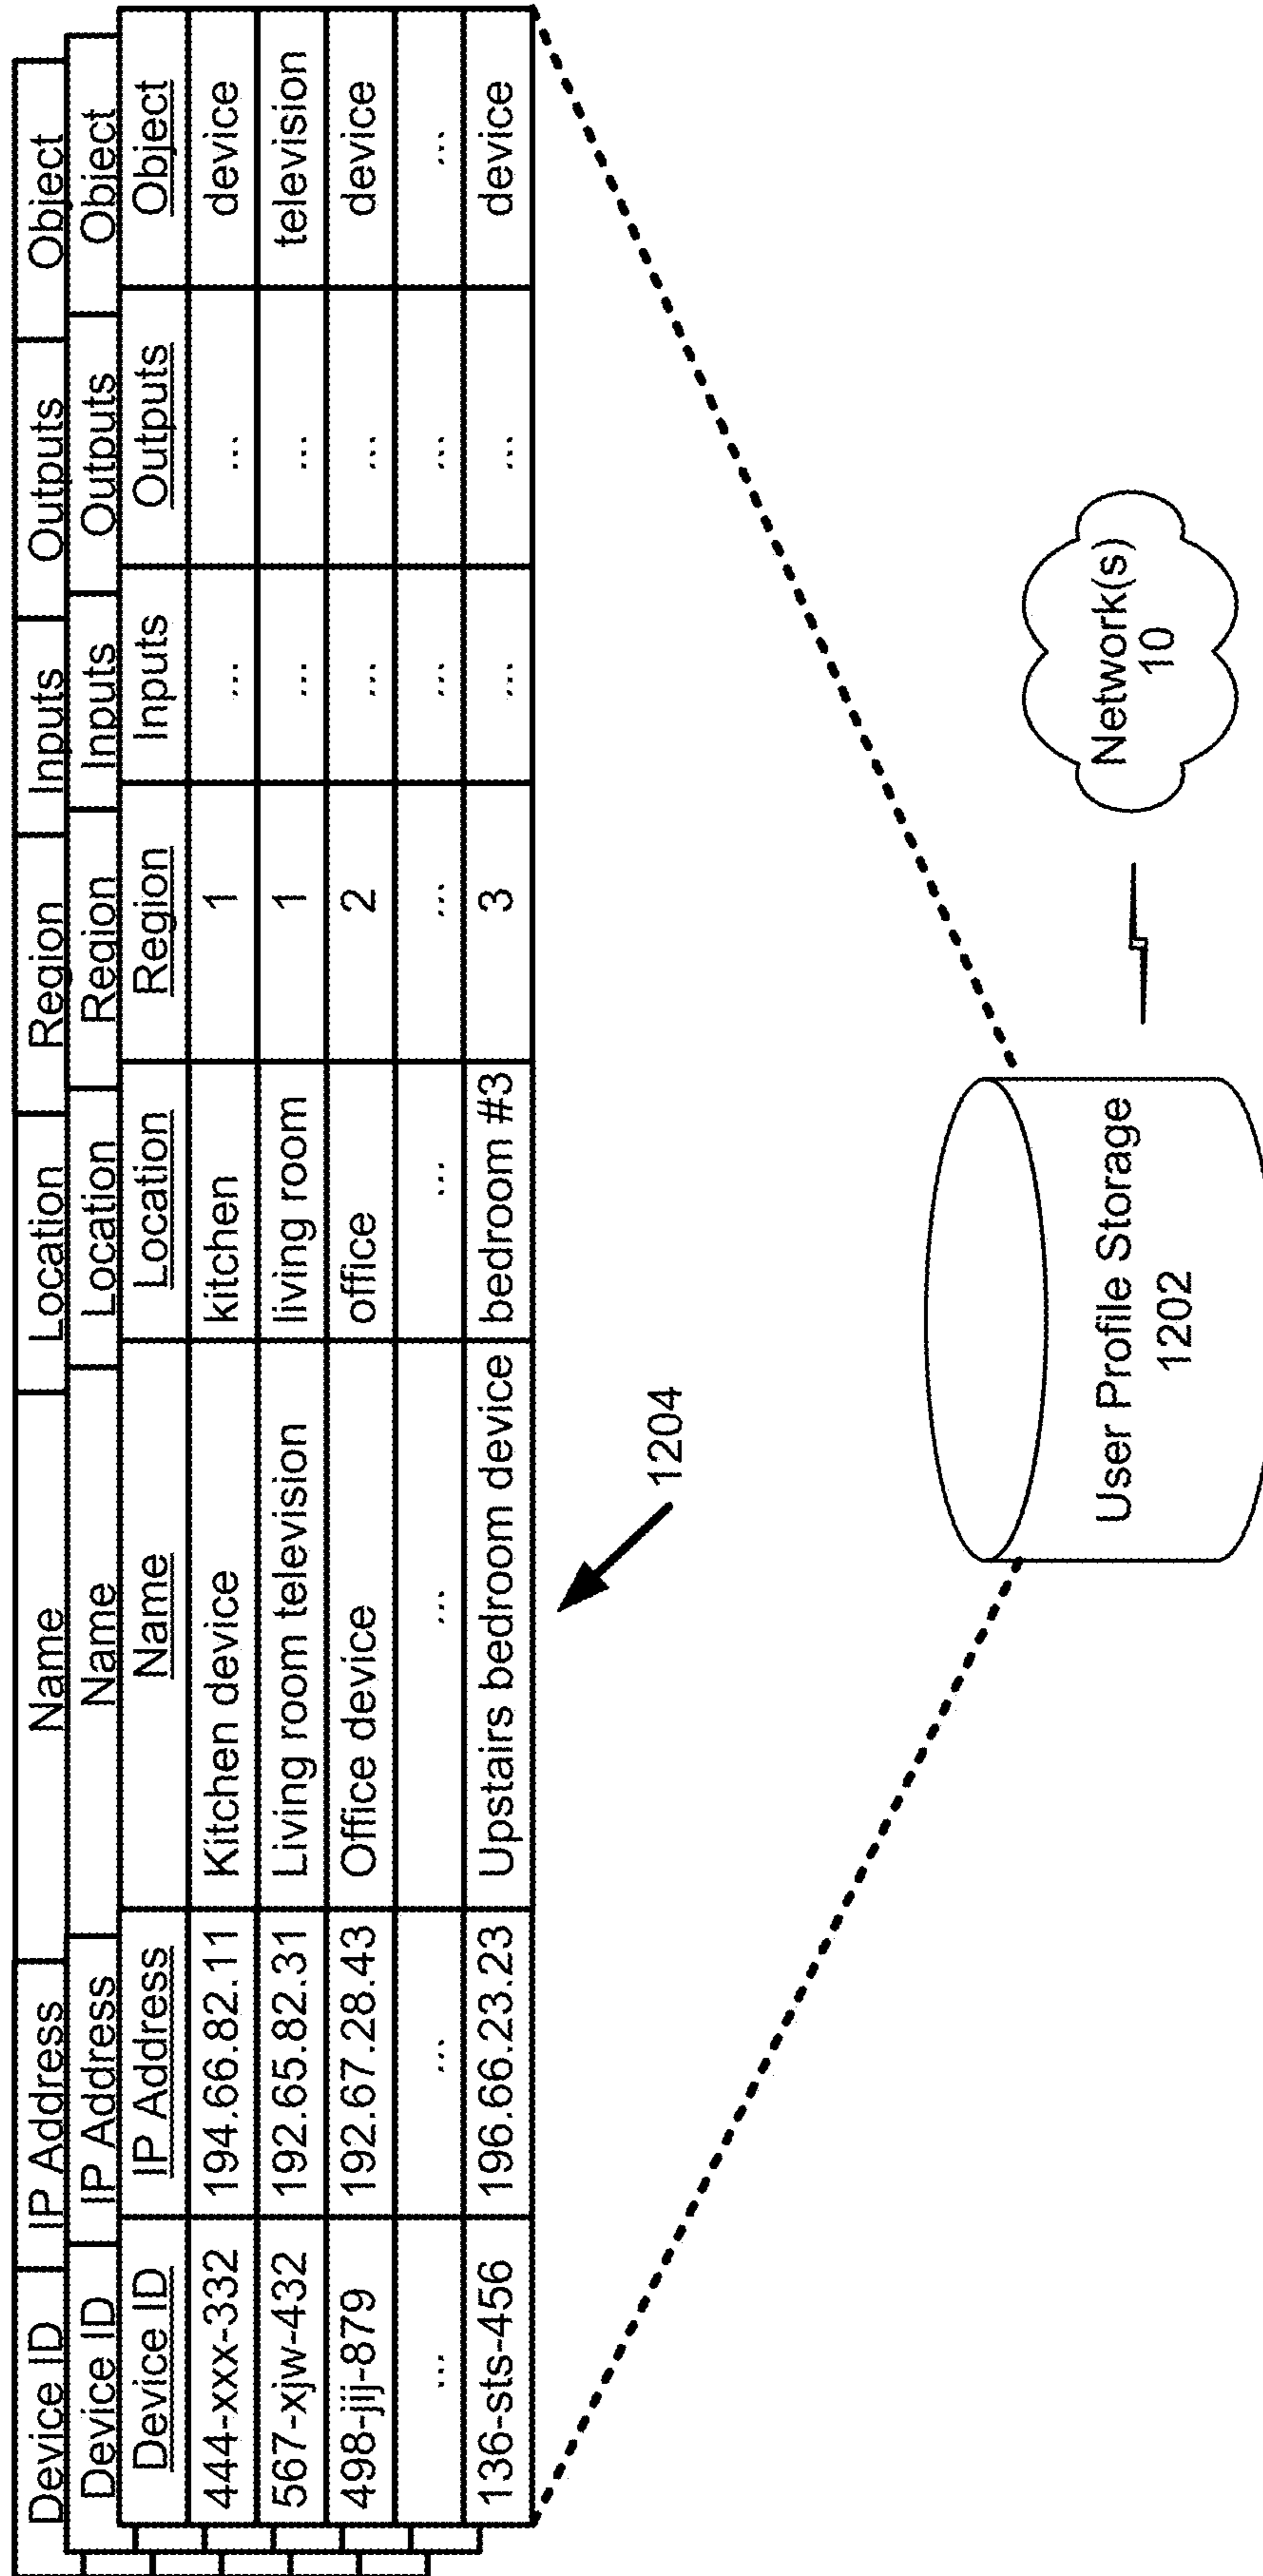 Device ID IP Address Name Location Region Inputs Outputs Object
Device ID IP Address Name Location Region Inputs Outputs Object
Device ID IP Address Name Location Region Inputs Outputs Object
444-xxx-332 194.66.82.11 Kitchen device kitchen 1 ... ... device
567-xjw-432 192.65.82.31 Living room television living room 1 ... ... television
498-jij-879 192.67.28.43 Office device office 2 ... ... device
... ... ... ... ... ... ... ...
136-sts-456 196.66.23.23 Upstairs bedroom device bedroom #3 3 ... ... device
1204
User Profile Storage
1202
Network(s)
10